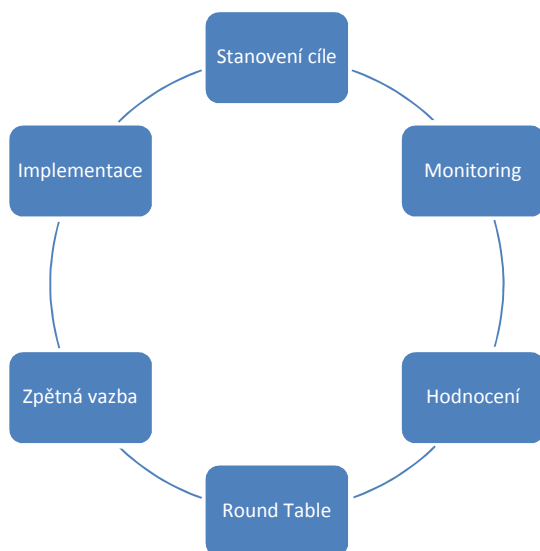 Stanovení cíle
Monitoring
Hodnocení
Round Table
Zpětná vazba
Implementace